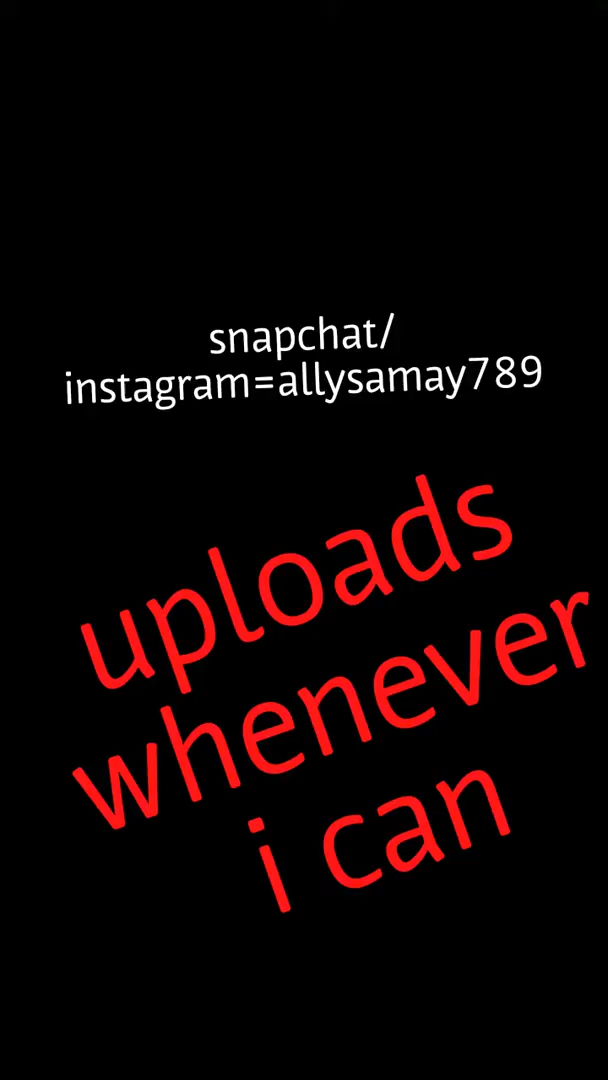 snapchat/
instagram=allysamay789
uploads
whenever
i can